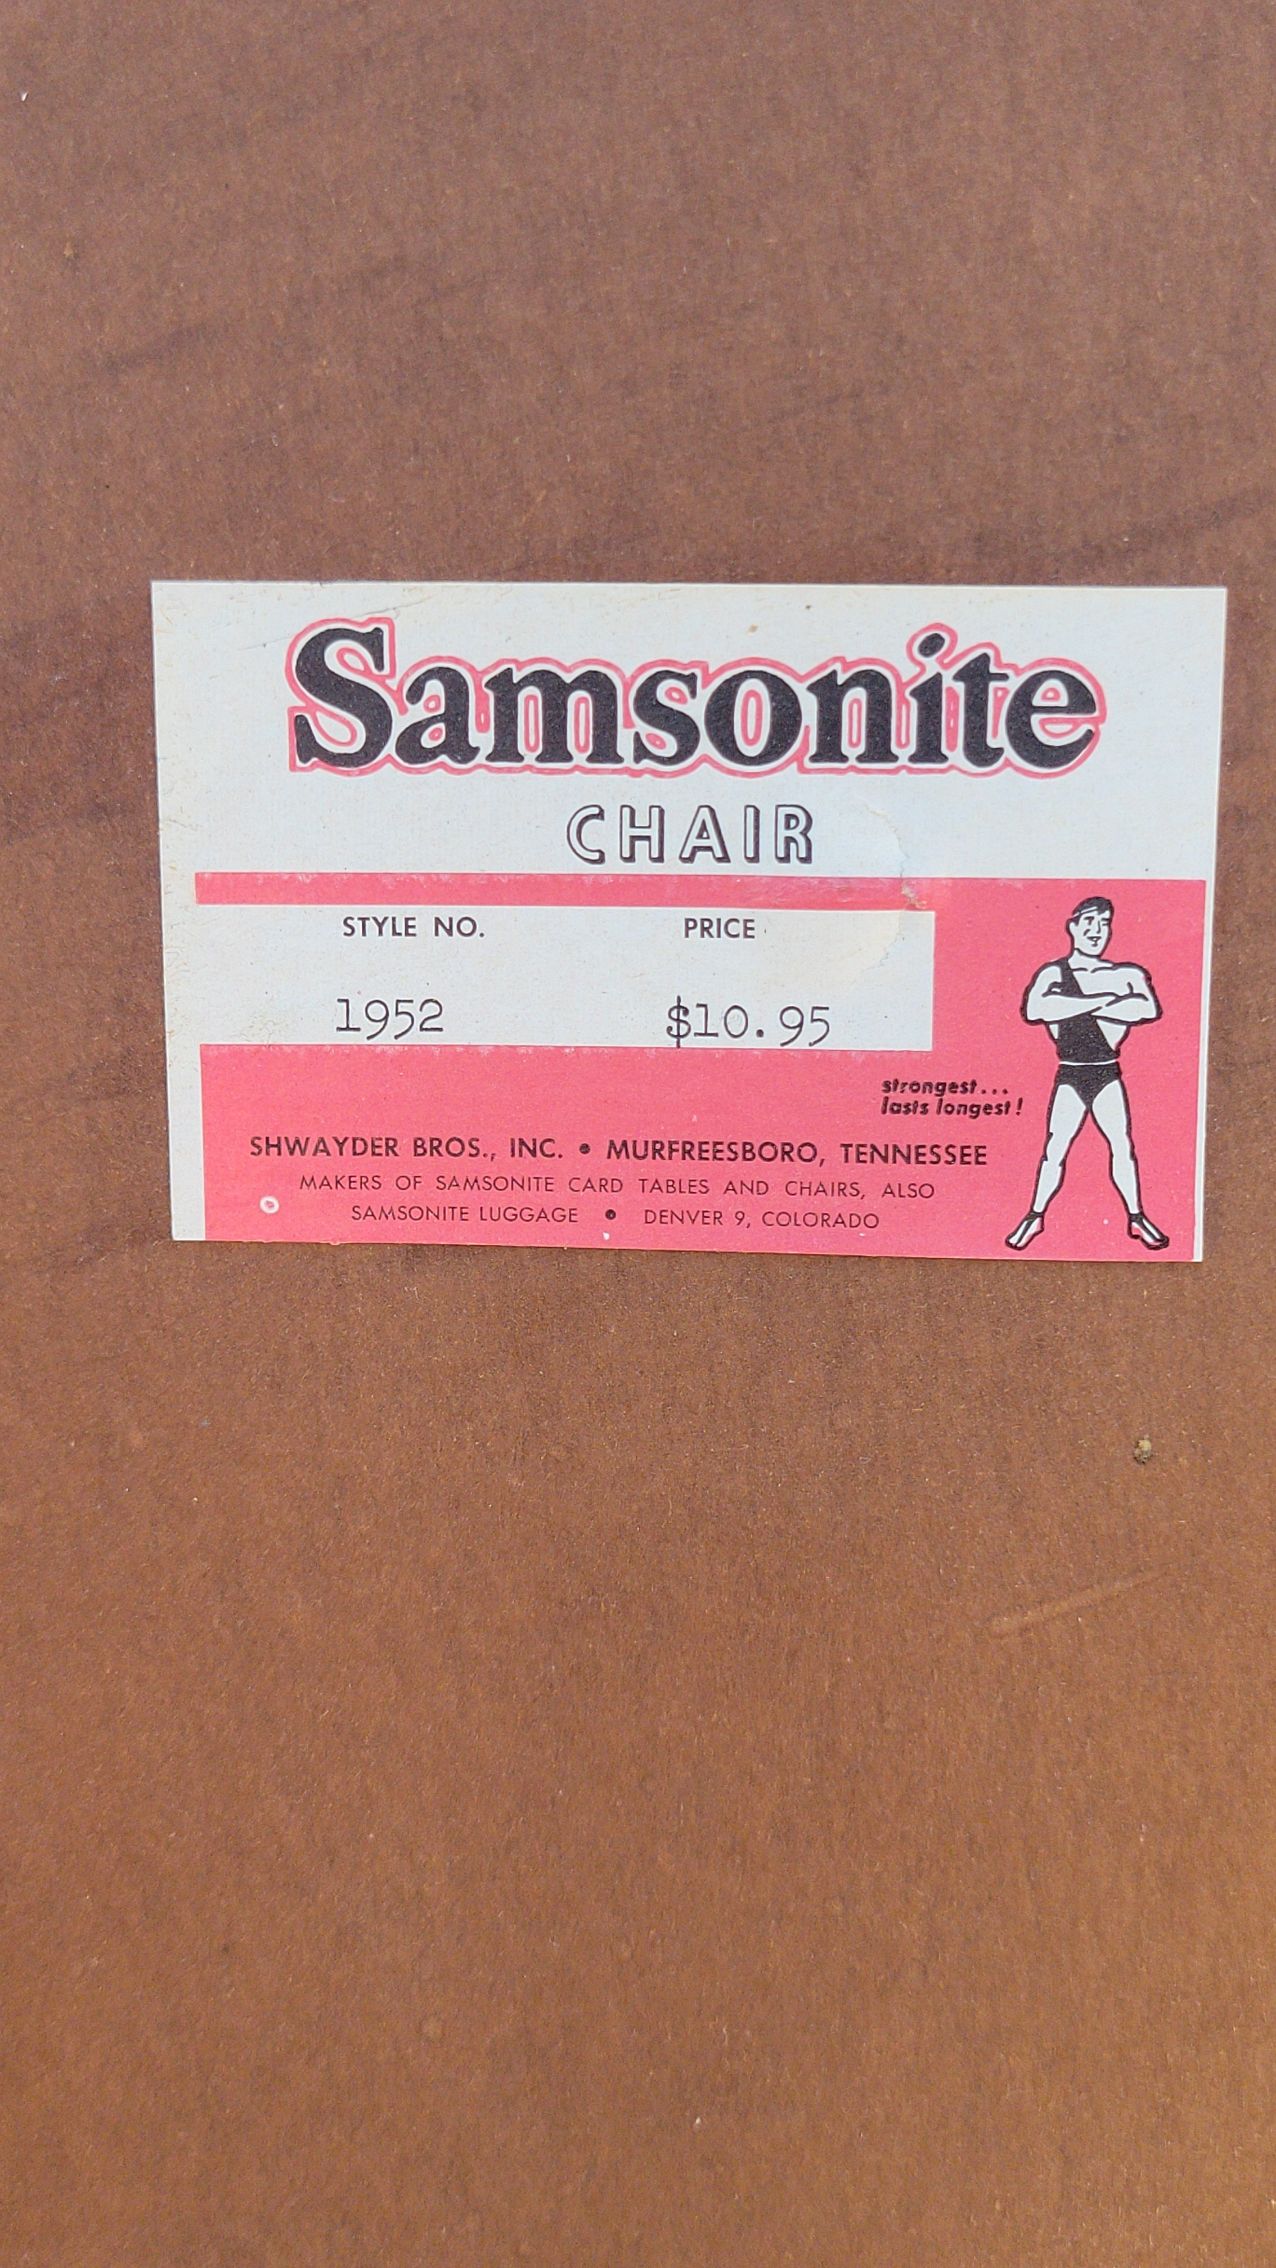 Samsonite
CHAIR
STYLE NO. PRICE
1952 $10.95
strongest...
lasts longest!
SHWAYDER BROS., INC. • MURFREESBORO, TENNESSEE
MAKERS OF SAMSONITE CARD TABLES AND CHAIRS, ALSO
SAMSONITE LUGGAGE • DENVER 9, COLORADO